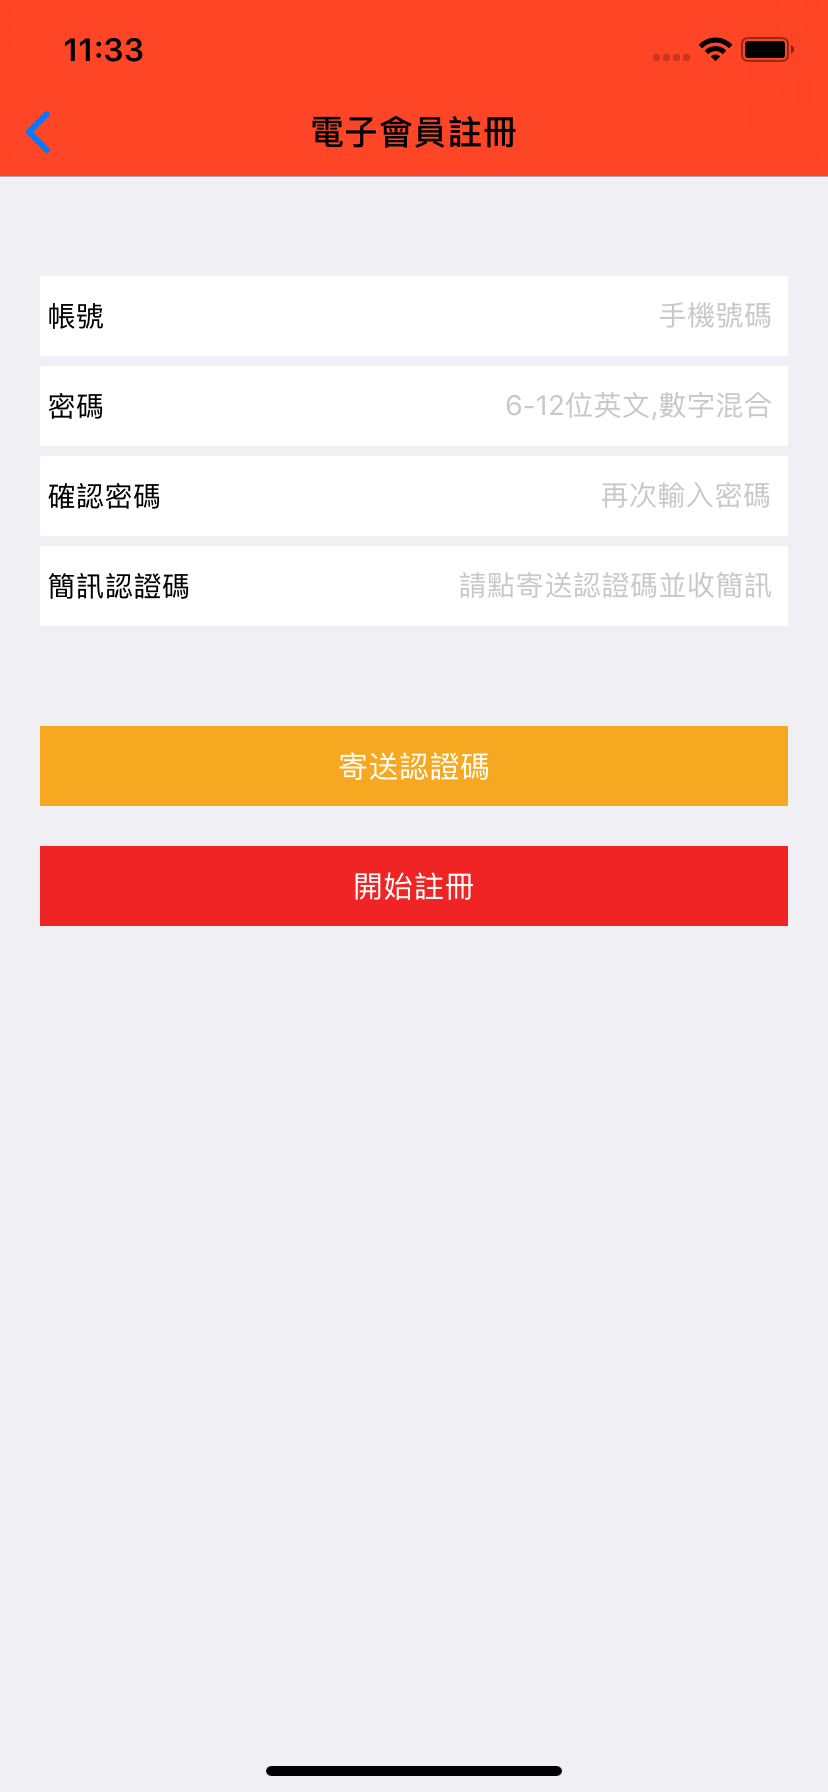 11:33
電子會員註冊
帳號 手機號碼
密碼 6-12位英文,數字混合
確認密碼 再次輸入密碼
簡訊認證碼 請點寄送認證碼並收簡訊
寄送認證碼
開始註冊